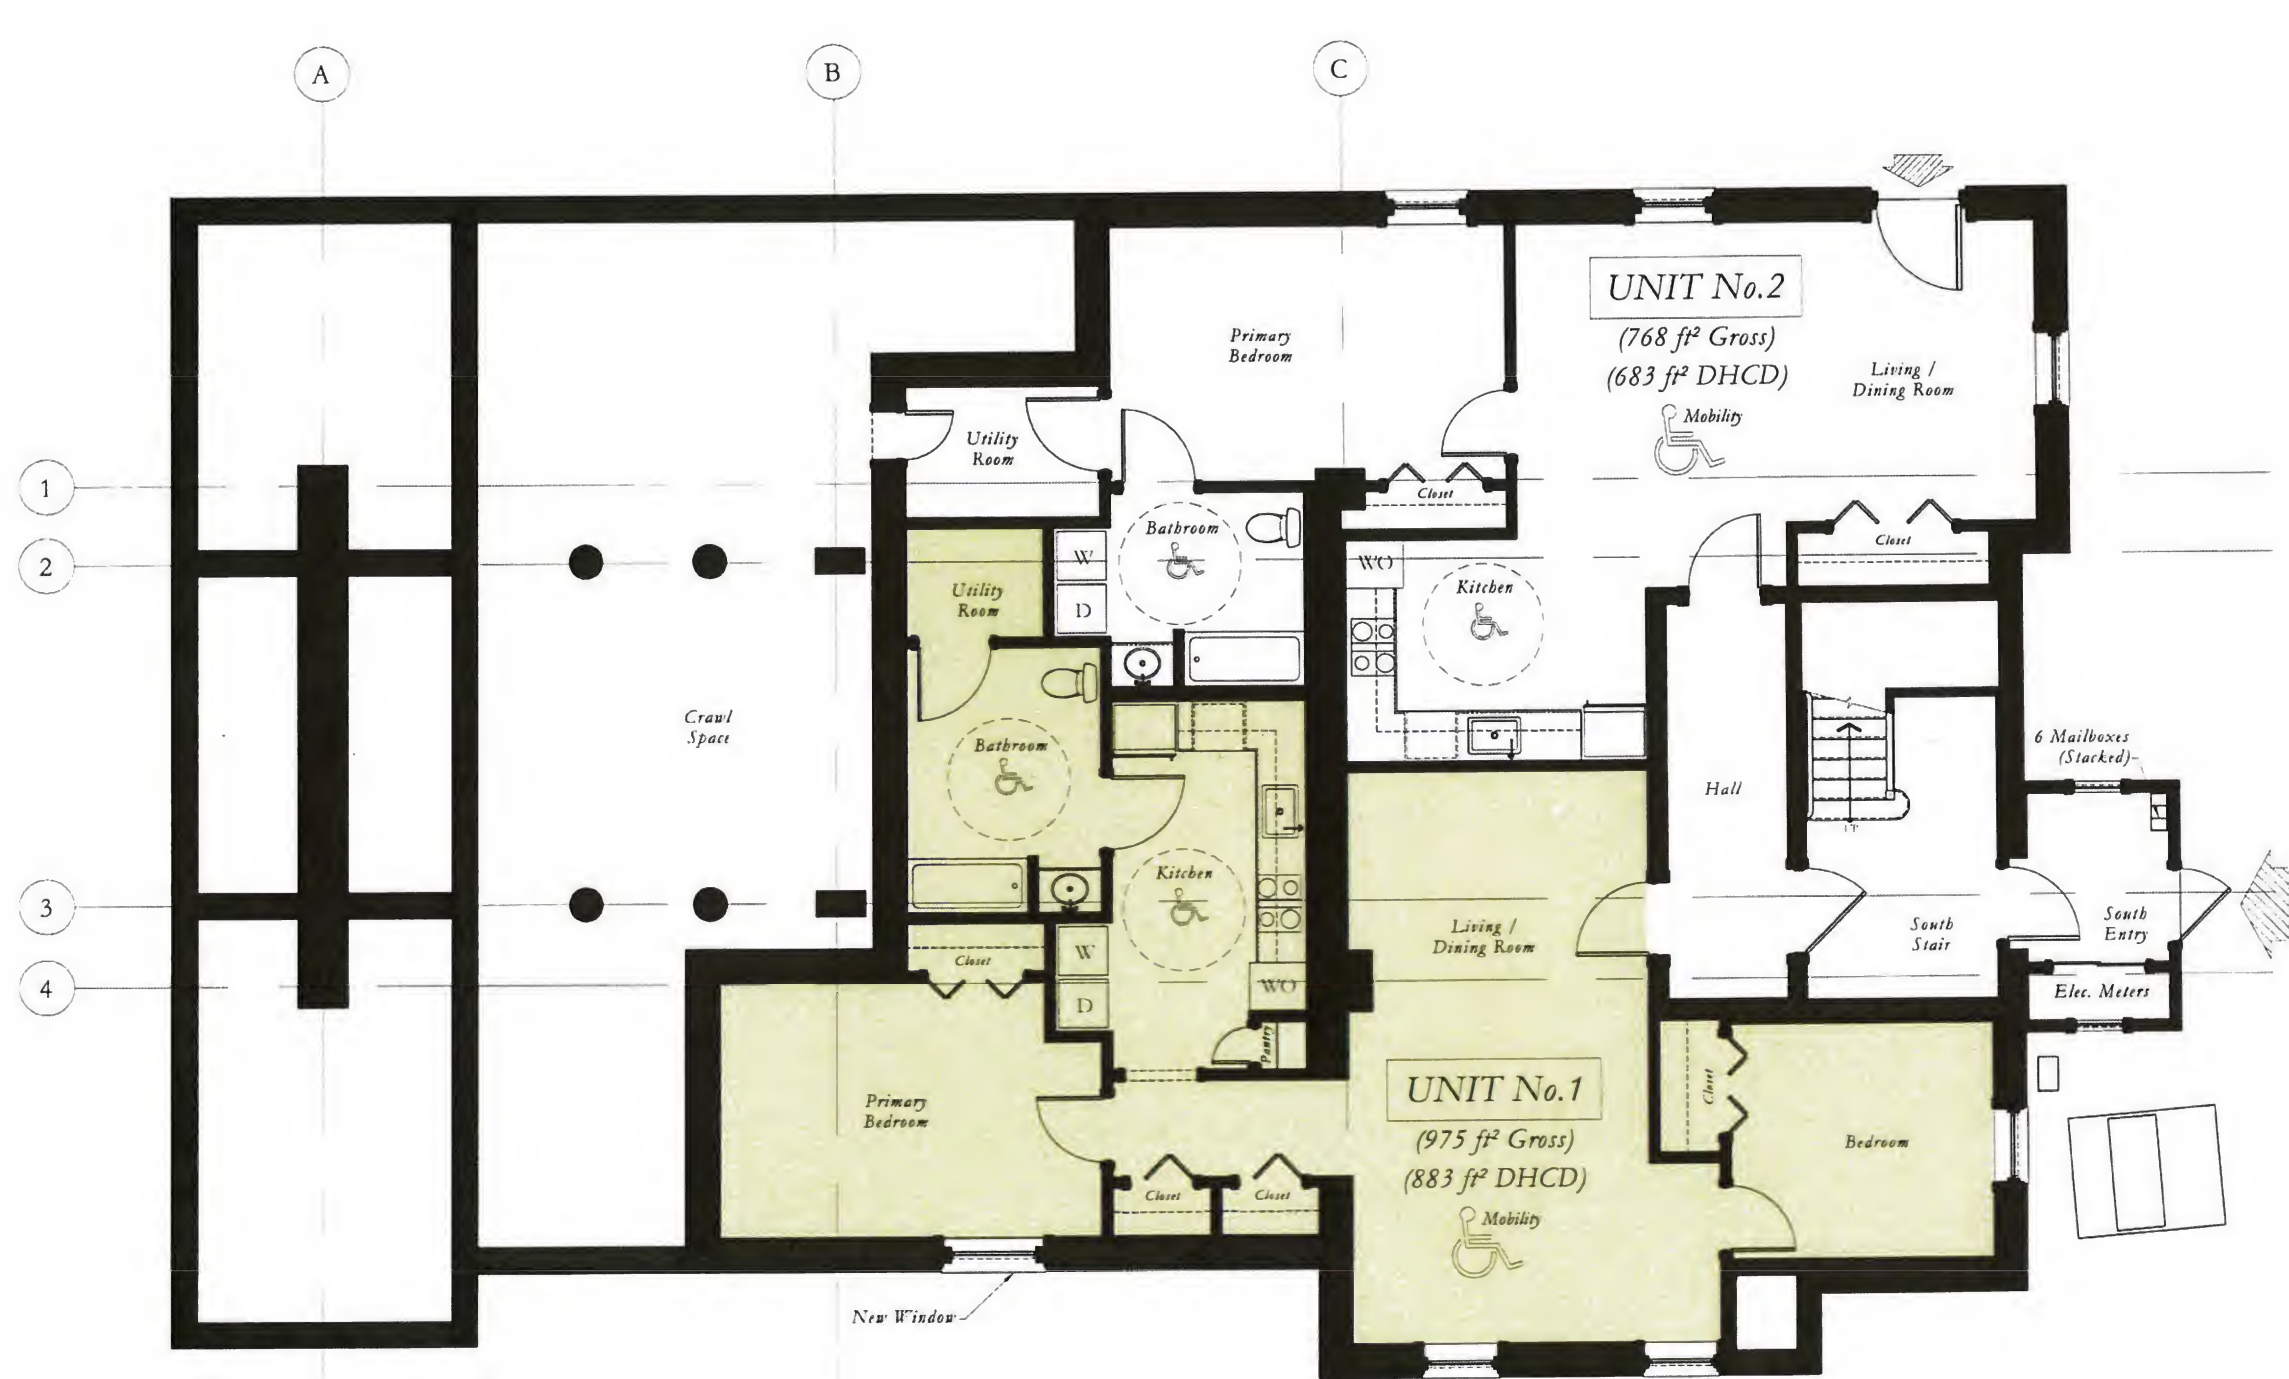 A
B
C
1
2
3
4
UNIT No.2
(768 ft² Gross)
(683 ft² DHCD)
Mobility
Primary
Bedroom
Living /
Dining Room
Utility
Room
Closet
Bathroom
W
D
Closet
WO
Kitchen
Utility
Room
Crawl
Space
Bathroom
Kitchen
WO
Pantry
W
D
Closet
Hall
6 Mailboxes
(Stacked)
UP
South
Stair
South
Entry
Elec. Meters
Living /
Dining Room
UNIT No.1
(975 ft² Gross)
(883 ft² DHCD)
Mobility
Primary
Bedroom
Closet
Closet
Closet
Bedroom
New Window